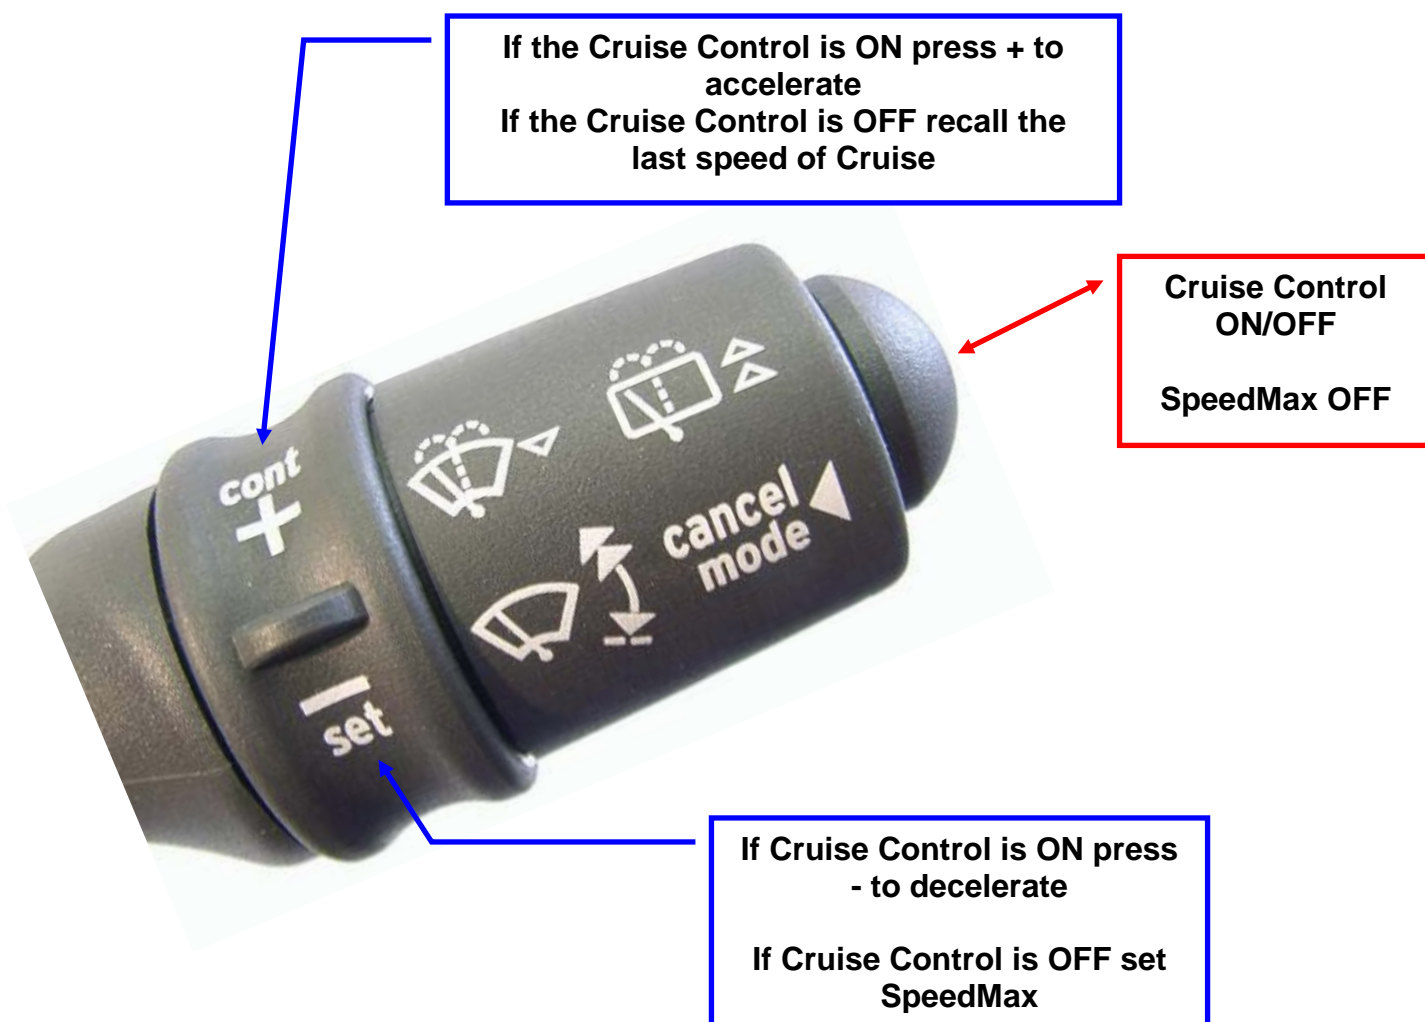 If the Cruise Control is ON press + to
accelerate
If the Cruise Control is OFF recall the
last speed of Cruise
Cruise Control
ON/OFF
SpeedMax OFF
cont
+
cancel
mode
set
If Cruise Control is ON press
- to decelerate
If Cruise Control is OFF set
SpeedMax